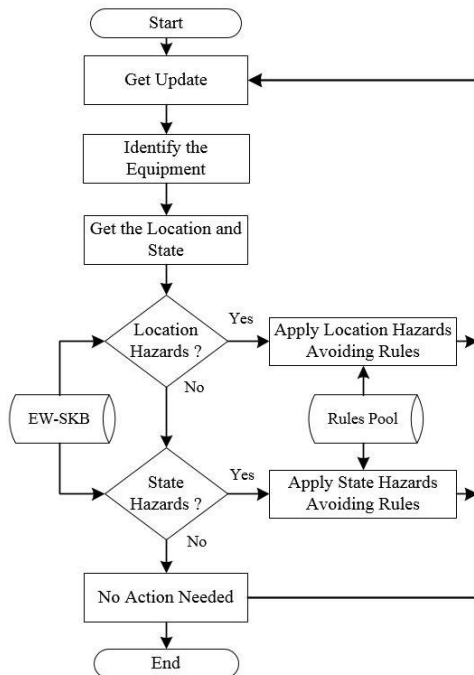 Start
Get Update
Identify the
Equipment
Get the Location and
State
Location
Hazards ?
Yes
Apply Location Hazards
Avoiding Rules
No
EW-SKB
Rules Pool
State
Hazards ?
Yes
Apply State Hazards
Avoiding Rules
No
No Action Needed
End